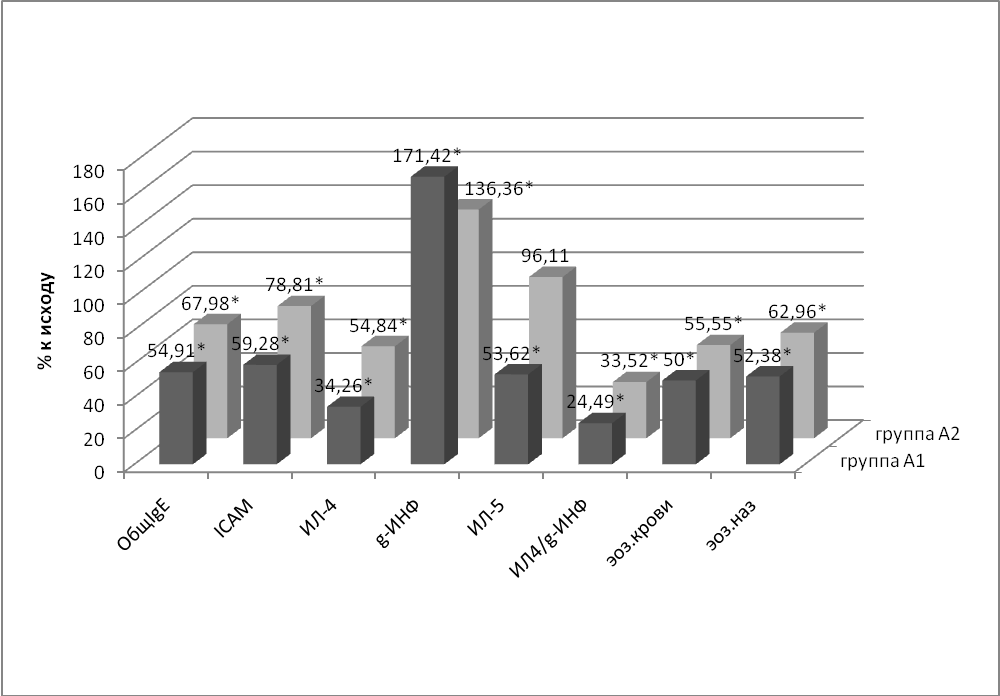 171,42*
136,36*
96,11
78,81*
67,98*
62,96*
54,84*
55,55*
54,91*
59,28*
53,62*
33,52*
50*
52,38*
34,26*
24,49*
% к исходу
180
160
140
120
100
80
60
40
20
0
группа А2
группа А1
ОбщIgE
ICAM
ИЛ-4
g-ИНФ
ИЛ-5
ИЛ4/g-ИНФ
эоз.крови
эоз.наз